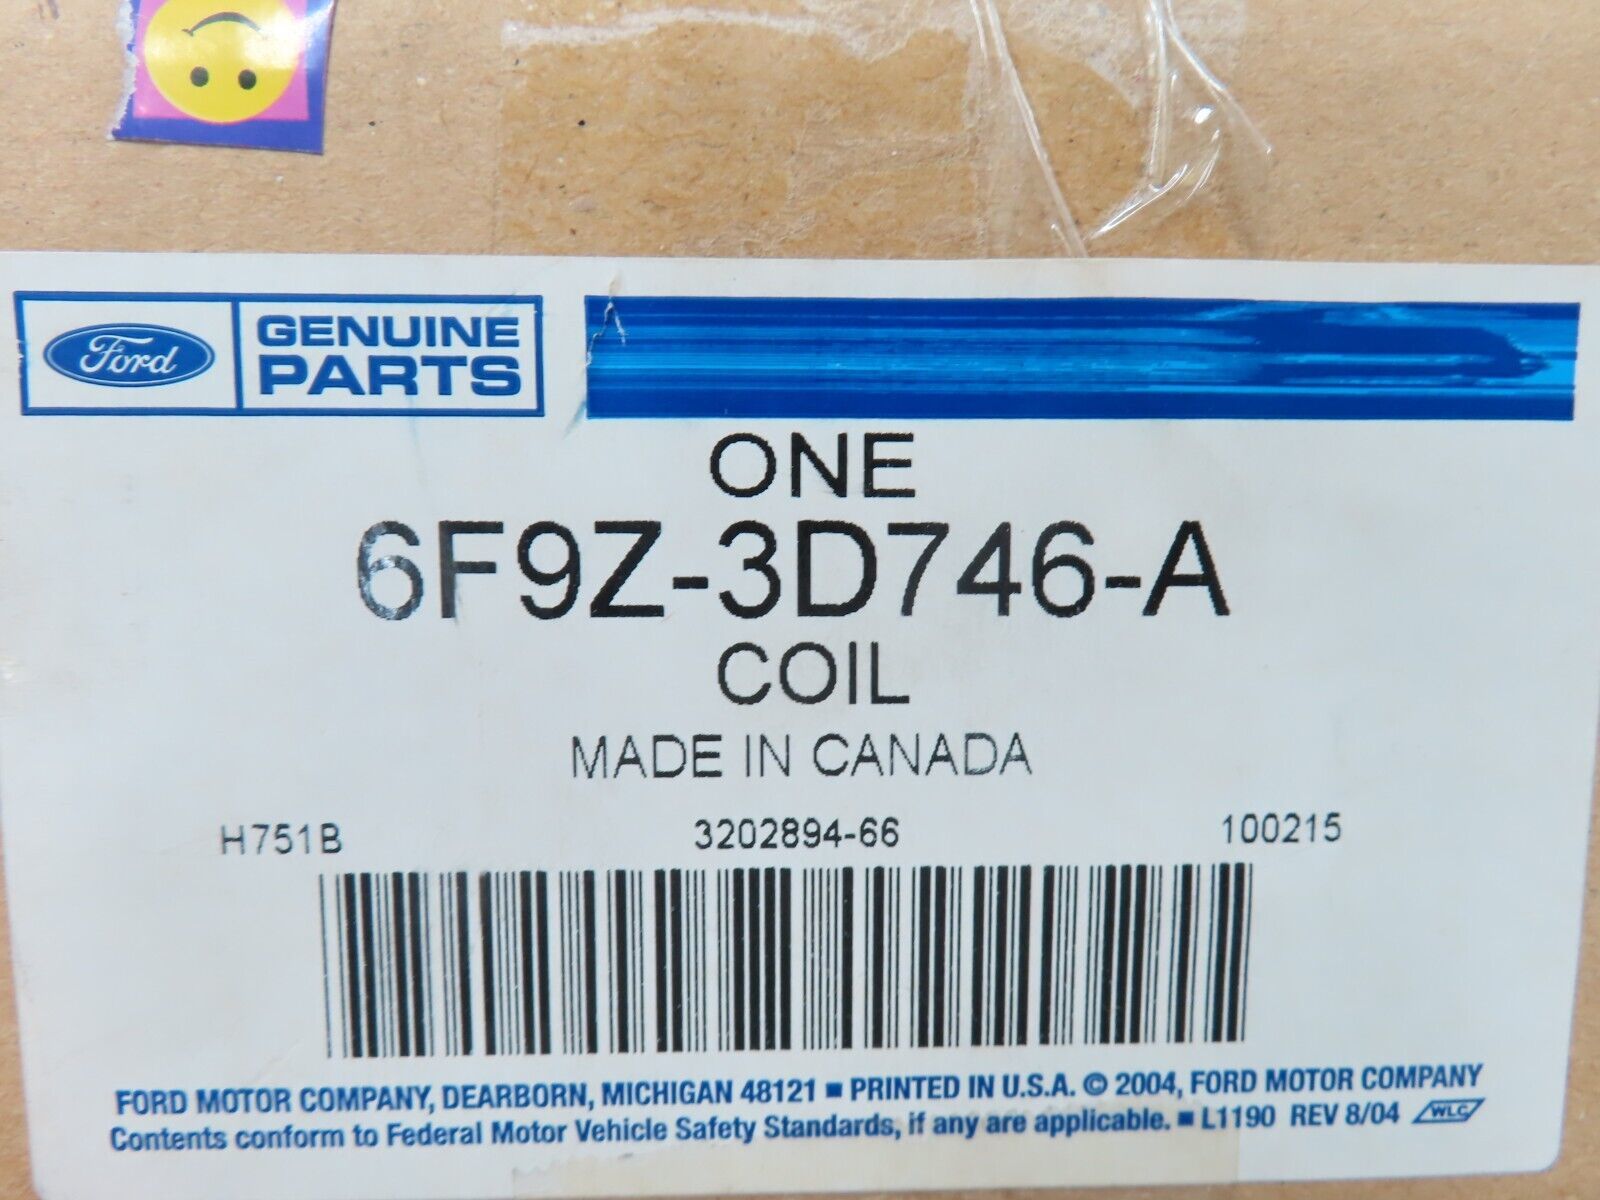 Ford
GENUINE
PARTS
ONE
6F9Z-3D746-A
COIL
MADE IN CANADA
H751B 3202894-66 100215
FORD MOTOR COMPANY, DEARBORN, MICHIGAN 48121 ■ PRINTED IN U.S.A. © 2004, FORD MOTOR COMPANY
Contents conform to Federal Motor Vehicle Safety Standards, if any are applicable. ■ L1190 REV 8/04 WLC